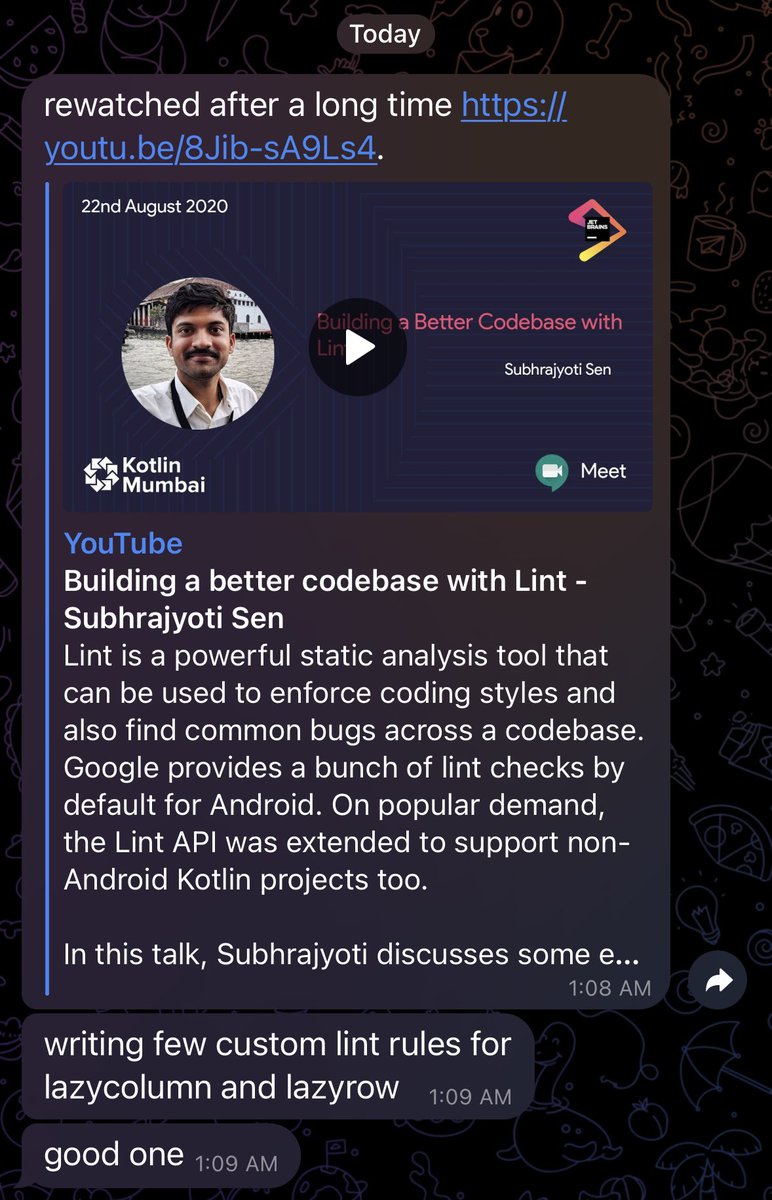 Today
rewatched after a long time https://
youtu.be/8Jib-sA9Ls4.
22nd August 2020
JET
BRAINS
Building a Better Codebase with
Lint
Subhrajyoti Sen
Kotlin
Mumbai
Meet
YouTube
Building a better codebase with Lint -
Subhrajyoti Sen
Lint is a powerful static analysis tool that
can be used to enforce coding styles and
also find common bugs across a codebase.
Google provides a bunch of lint checks by
default for Android. On popular demand,
the Lint API was extended to support non-
Android Kotlin projects too.
In this talk, Subhrajyoti discusses some e...
1:08 AM
writing few custom lint rules for
lazycolumn and lazyrow 1:09 AM
good one 1:09 AM